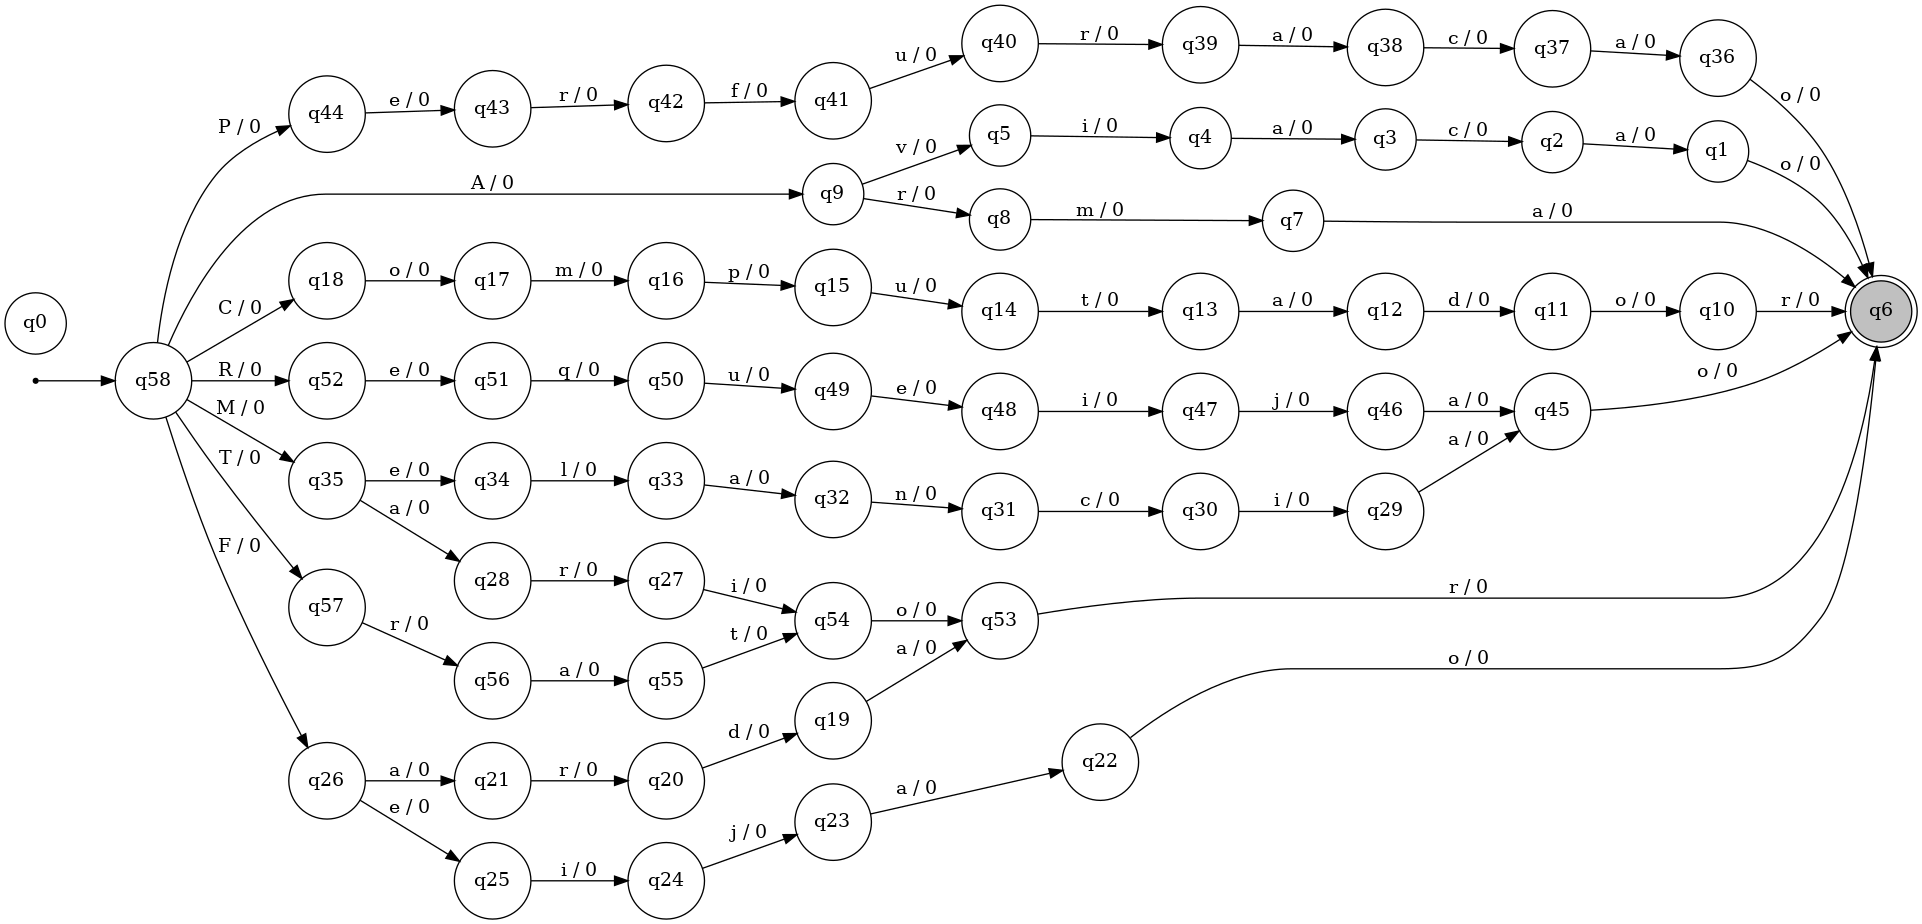 q0
q58
P / 0
q44
e / 0
q43
r / 0
q42
f / 0
q41
u / 0
q40
r / 0
q39
a / 0
q38
c / 0
q37
a / 0
q36
o / 0
A / 0
q9
v / 0
q5
i / 0
q4
a / 0
q3
c / 0
q2
a / 0
q1
o / 0
r / 0
q8
m / 0
q7
a / 0
q6
C / 0
q18
o / 0
q17
m / 0
q16
p / 0
q15
u / 0
q14
t / 0
q13
a / 0
q12
d / 0
q11
o / 0
q10
r / 0
R / 0
q52
e / 0
q51
q / 0
q50
u / 0
q49
e / 0
q48
i / 0
q47
j / 0
q46
a / 0
q45
o / 0
M / 0
q35
e / 0
q34
l / 0
q33
a / 0
q32
n / 0
q31
c / 0
q30
i / 0
q29
a / 0
a / 0
q28
r / 0
q27
i / 0
q54
o / 0
q53
r / 0
T / 0
q57
r / 0
q56
a / 0
q55
t / 0
F / 0
q26
a / 0
q21
r / 0
q20
d / 0
q19
a / 0
e / 0
q25
i / 0
q24
j / 0
q23
a / 0
q22
o / 0